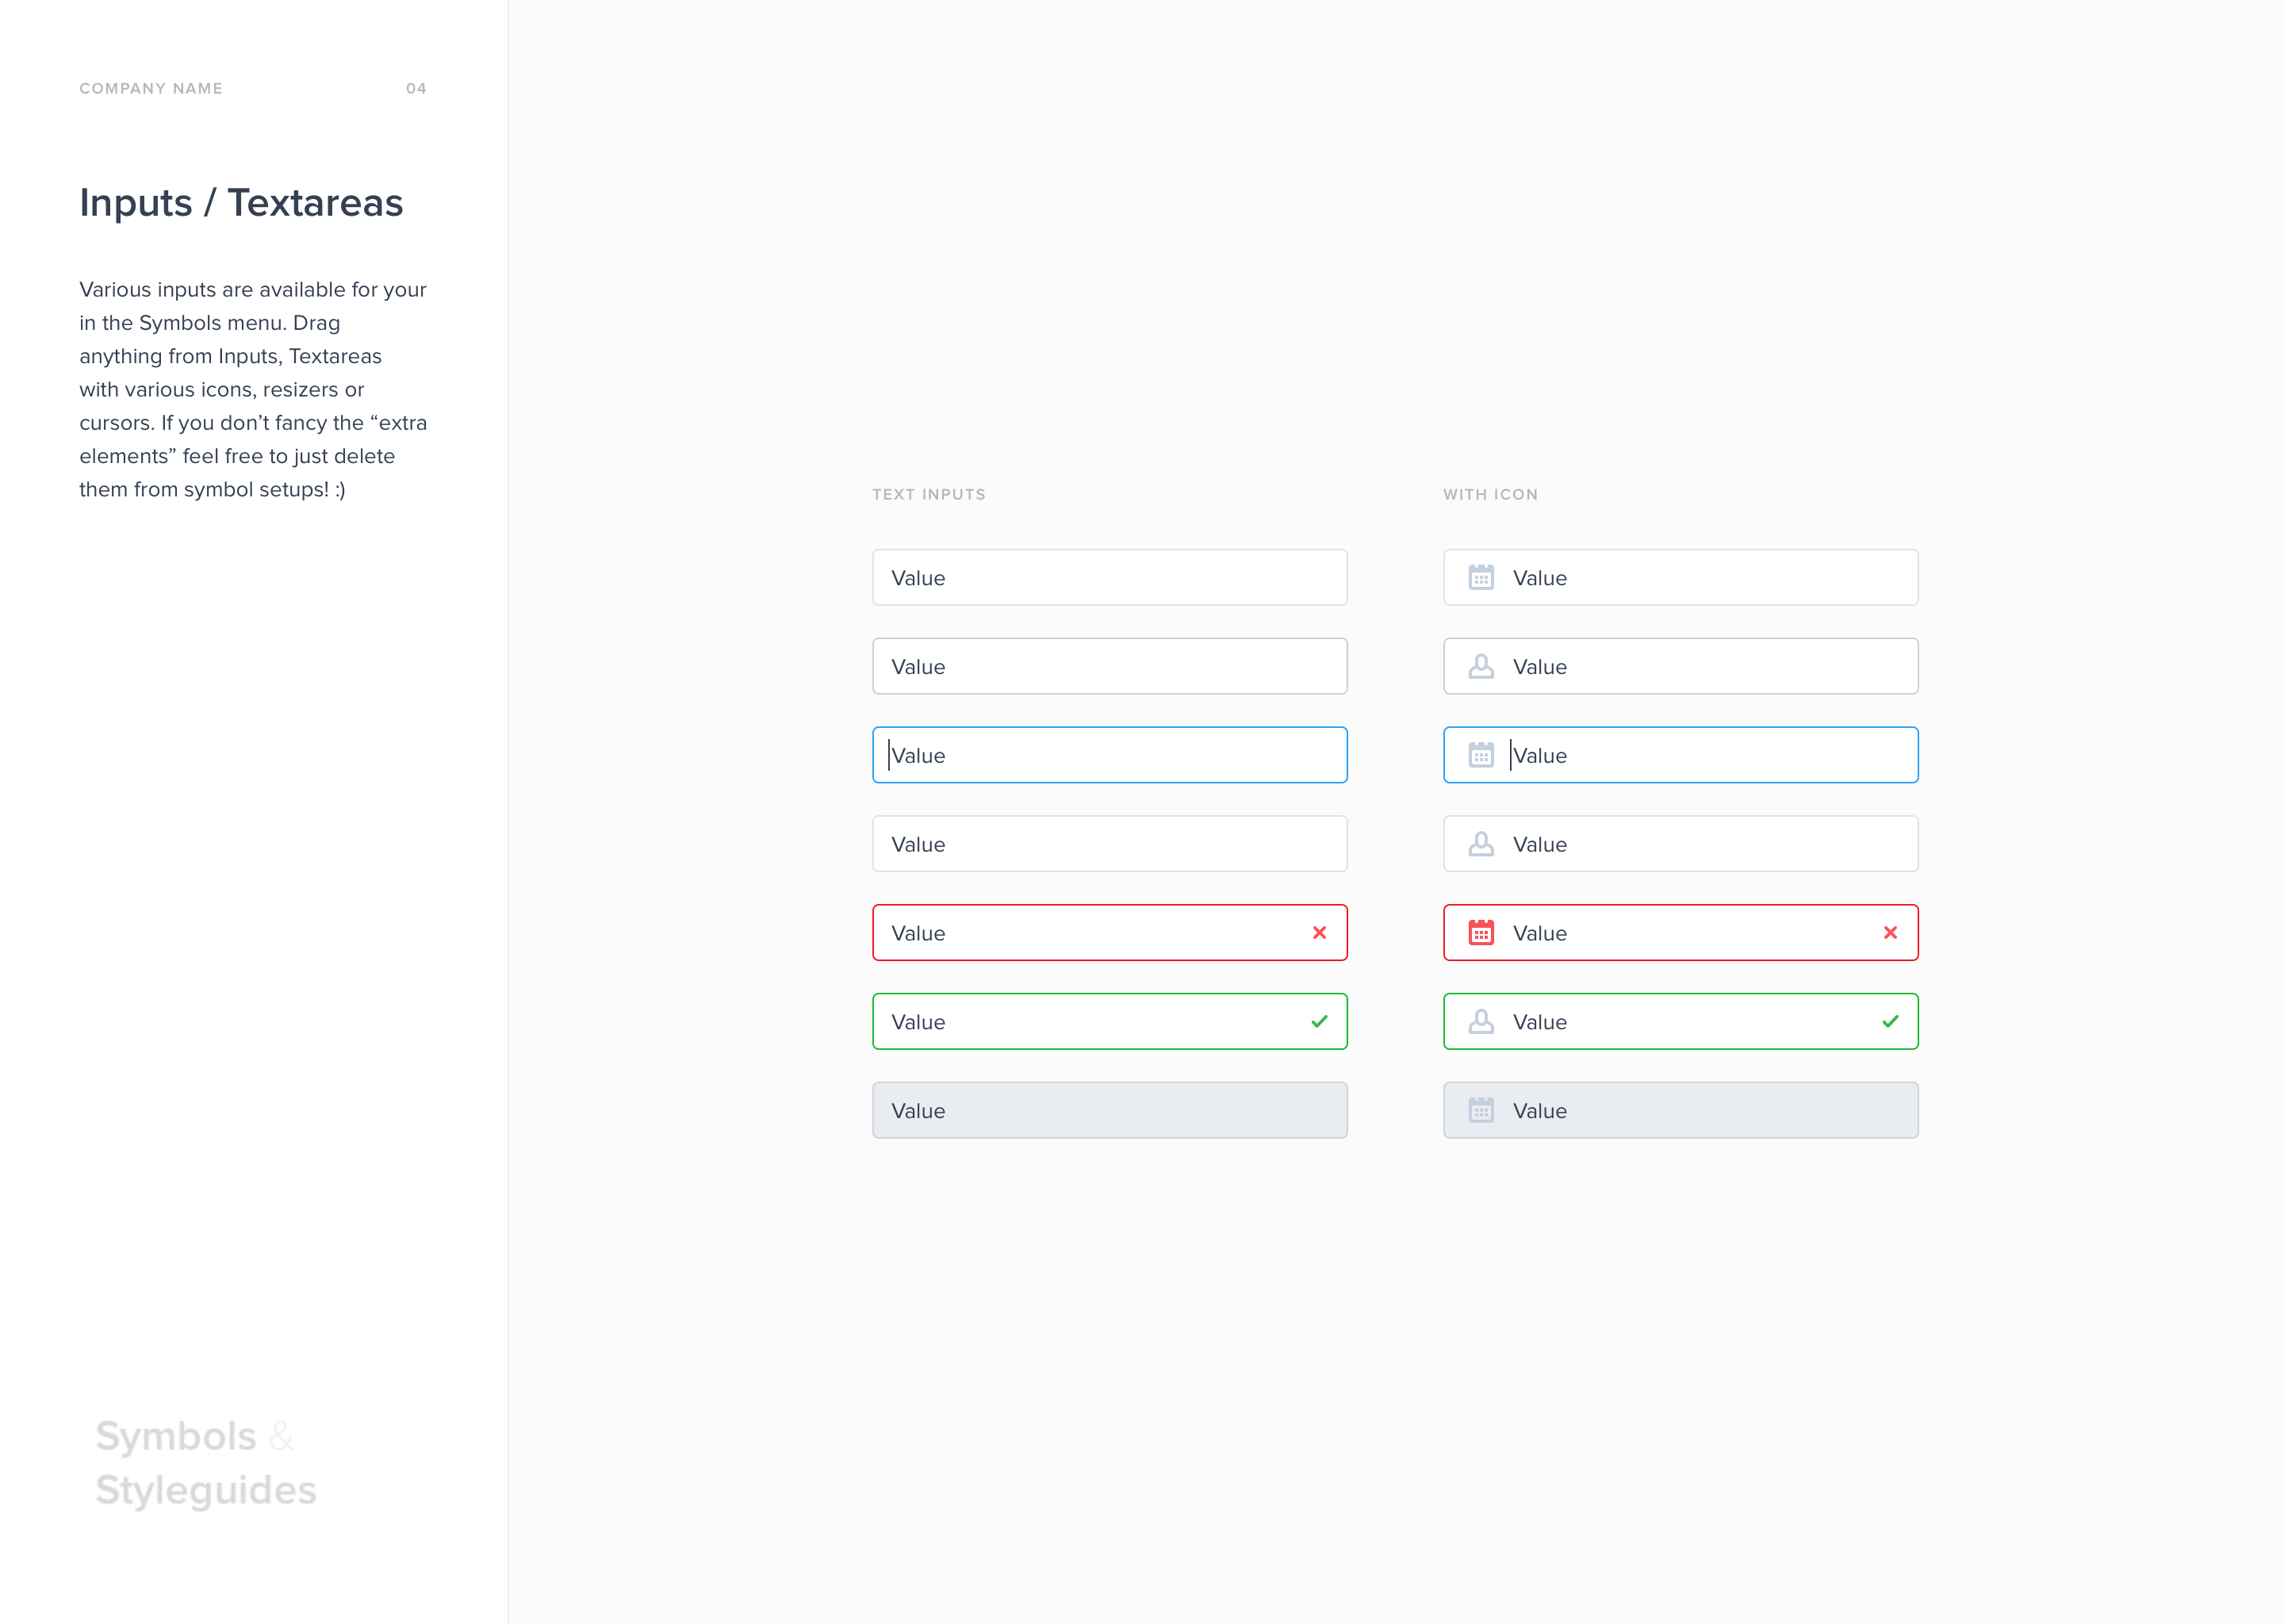 COMPANY NAME 04
Inputs / Textareas
Various inputs are available for your
in the Symbols menu. Drag
anything from Inputs, Textareas
with various icons, resizers or
cursors. If you don’t fancy the “extra
elements” feel free to just delete
them from symbol setups! :)
TEXT INPUTS
Value
Value
Value
Value
Value
Value
Value
WITH ICON
Value
Value
Value
Value
Value
Value
Value
Symbols &
Styleguides